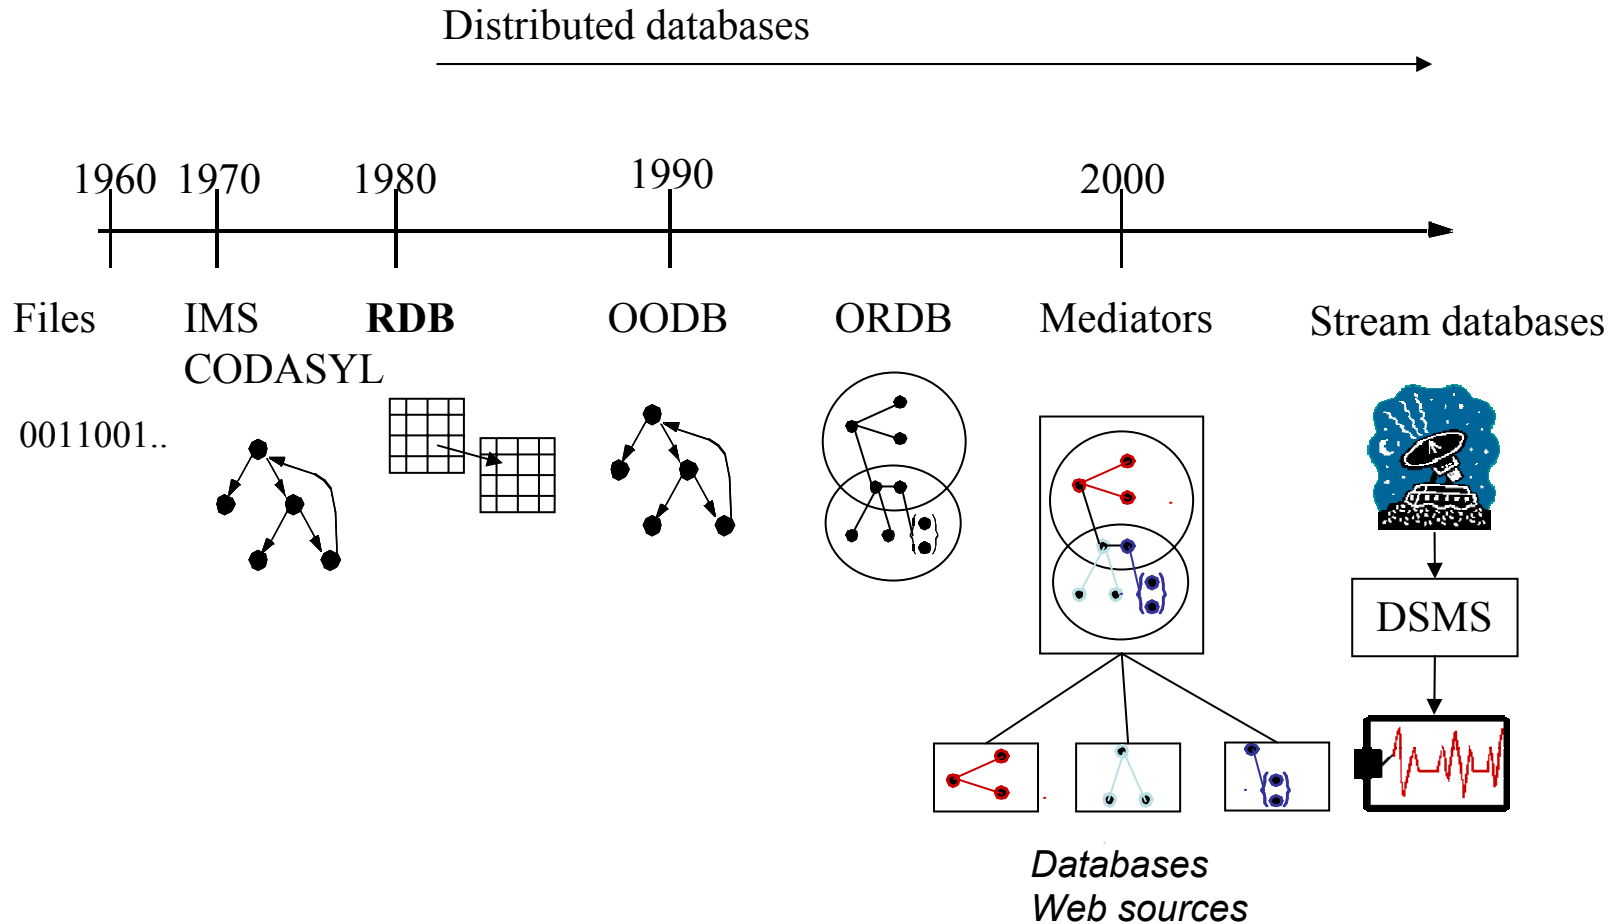 Distributed databases
1960 1970 1980 1990 2000
Files IMS RDB OODB ORDB Mediators Stream databases
CODASYL
0011001..
DSMS
Databases
Web sources